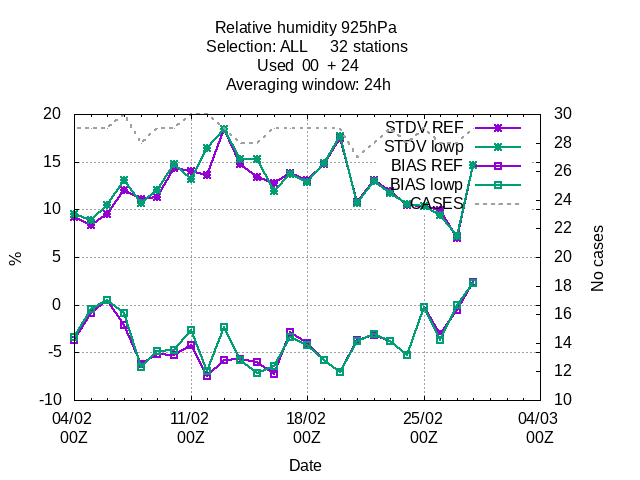 Relative humidity 925hPa
Selection: ALL     32 stations
Used  00  + 24
Averaging window: 24h
20
15
10
5
0
-5
-10
%
30
28
26
24
22
20
18
16
14
12
10
No cases
STDV REF
STDV lowp
BIAS REF
BIAS lowp
CASES
04/02 11/02 18/02 25/02 04/03
00Z 00Z 00Z 00Z 00Z
Date